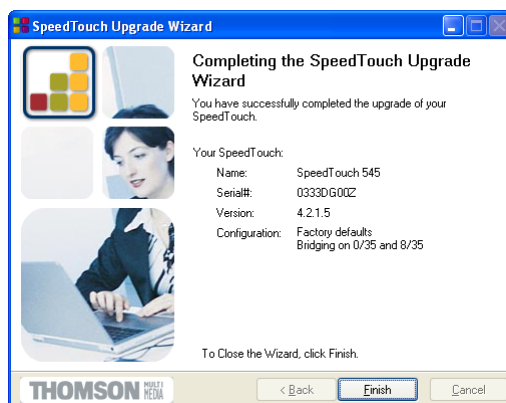 SpeedTouch Upgrade Wizard
Completing the SpeedTouch Upgrade
Wizard
You have successfully completed the upgrade of your
SpeedTouch.
Your SpeedTouch:
Name: SpeedTouch 545
Serial#: 0333DG00Z
Version: 4.2.1.5
Configuration: Factory defaults
Bridging on 0/35 and 8/35
To Close the Wizard, click Finish.
THOMSON MULTI MEDIA
< Back Finish Cancel